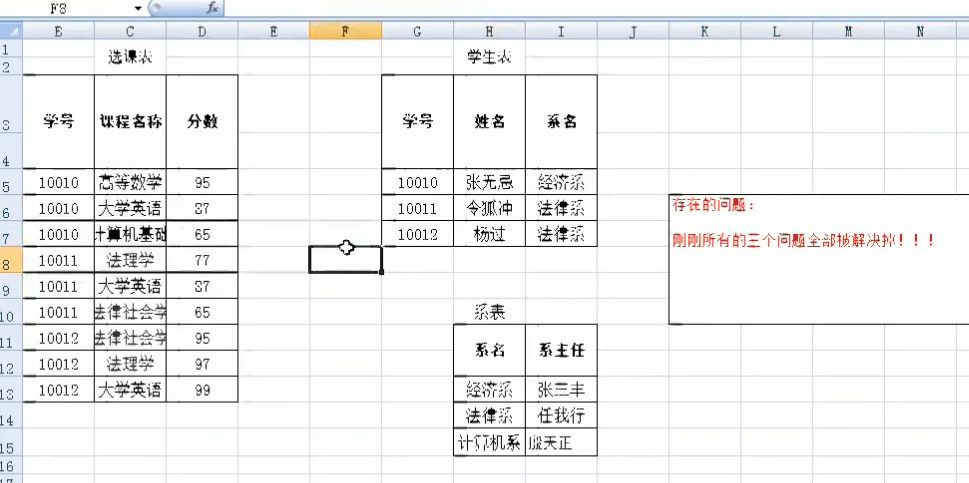 F8 fx
B C D E F G H I J K L M N
1 选课表 学生表
2
3 学号 课程名称 分数 学号 姓名 系名
4
5 10010 高等数学 95 10010 张无忌 经济系
6 10010 大学英语 87 10011 令狐冲 法律系 存在的问题：
7 10010 计算机基础 65 10012 杨过 法律系 刚刚所有的三个问题全部被解决掉！！！
8 10011 法理学 77
9 10011 大学英语 87
10 10011 法律社会学 65 系表
11 10012 法律社会学 95 系名 系主任
12 10012 法理学 97
13 10012 大学英语 99 经济系 张三丰
14 法律系 任我行
15 计算机系 殷天正
16